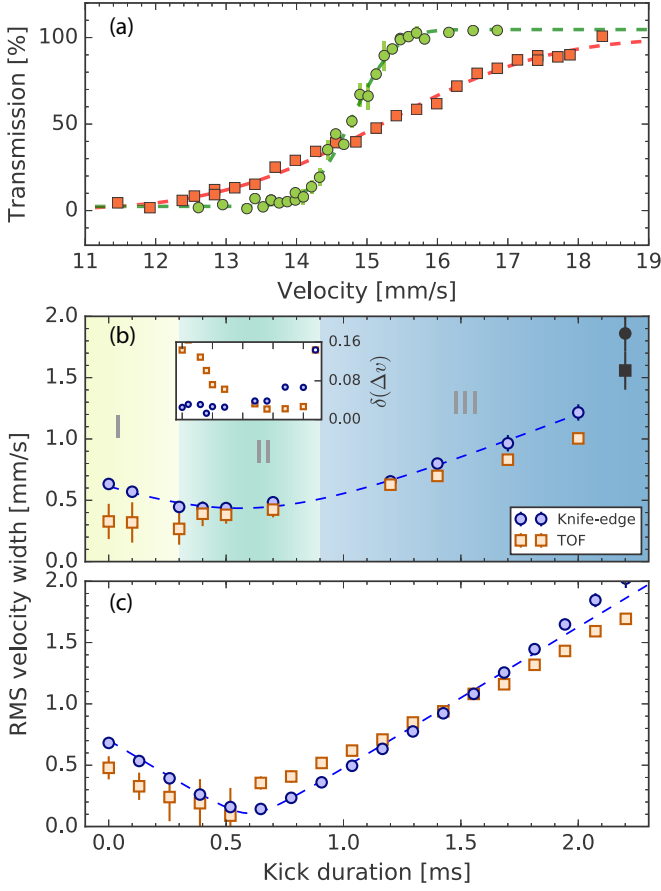 (a)
Transmission [%]
100
50
0
11 12 13 14 15 16 17 18 19
Velocity [mm/s]
(b)
2.0
1.5
1.0
0.5
0.0
0.16
0.08
0.00
δ(Δv)
I
II
III
Knife-edge
TOF
RMS velocity width [mm/s]
(c)
2.0
1.5
1.0
0.5
0.0
0.0 0.5 1.0 1.5 2.0
Kick duration [ms]